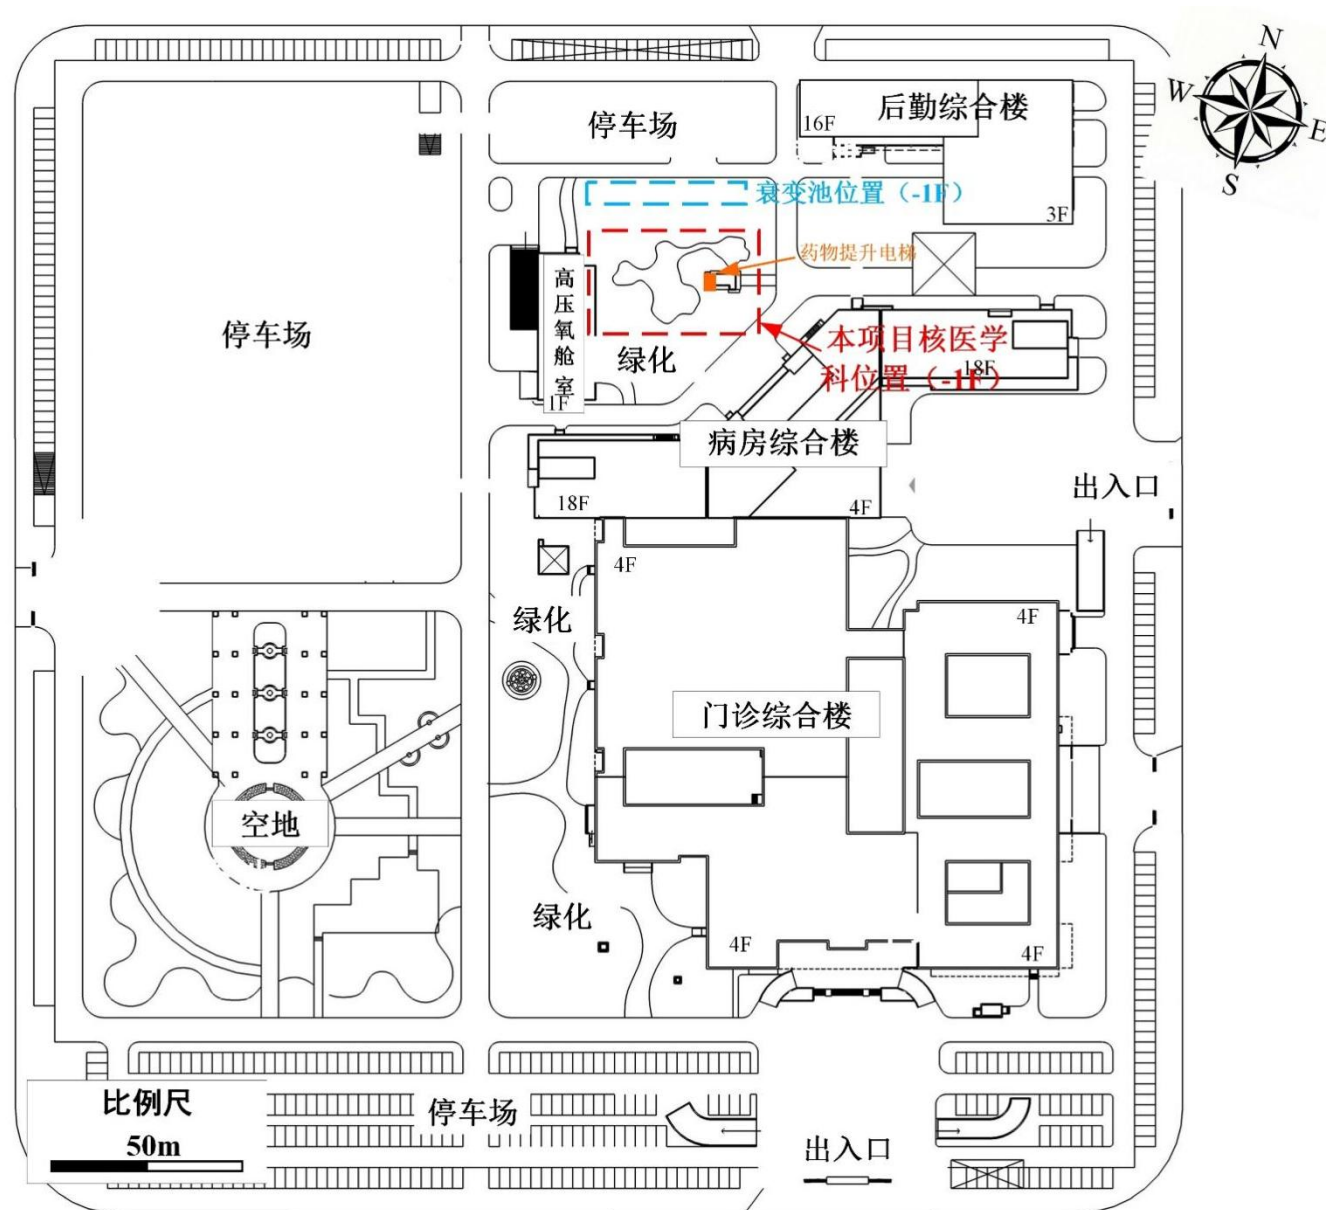 N
W
E
S
停车场
后勤综合楼
16F
3F
衰变池位置（-1F）
药物提升电梯
高压氧舱室
1F
停车场
绿化
本项目核医学
科位置（-1F）
18F
病房综合楼
18F
4F
出入口
4F
绿化
4F
门诊综合楼
空地
绿化
4F
4F
比例尺
50m
停车场
出入口